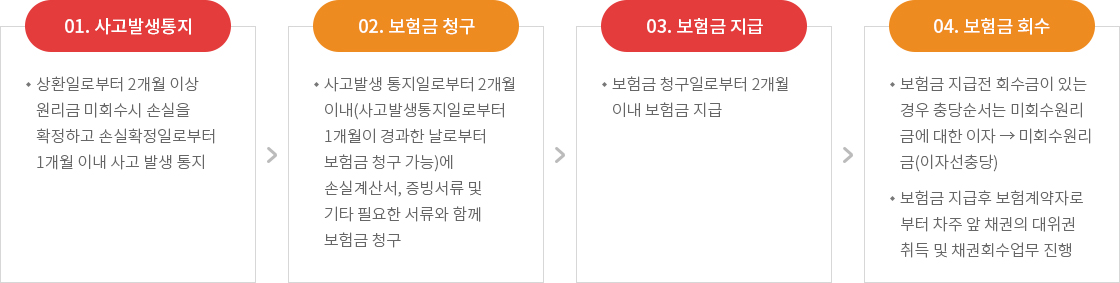 01. 사고발생통지
• 상환일로부터 2개월 이상
원리금 미회수시 손실을
확정하고 손실확정일로부터
1개월 이내 사고 발생 통지
02. 보험금 청구
• 사고발생 통지일로부터 2개월
이내(사고발생통지일로부터
1개월이 경과한 날로부터
보험금 청구 가능)에
손실계산서, 증빙서류 및
기타 필요한 서류와 함께
보험금 청구
03. 보험금 지급
• 보험금 청구일로부터 2개월
이내 보험금 지급
04. 보험금 회수
• 보험금 지급전 회수금이 있는
경우 충당순서는 미회수원리
금에 대한 이자 → 미회수원리
금(이자선충당)
• 보험금 지급후 보험계약자로
부터 차주 앞 채권의 대위권
취득 및 채권회수업무 진행